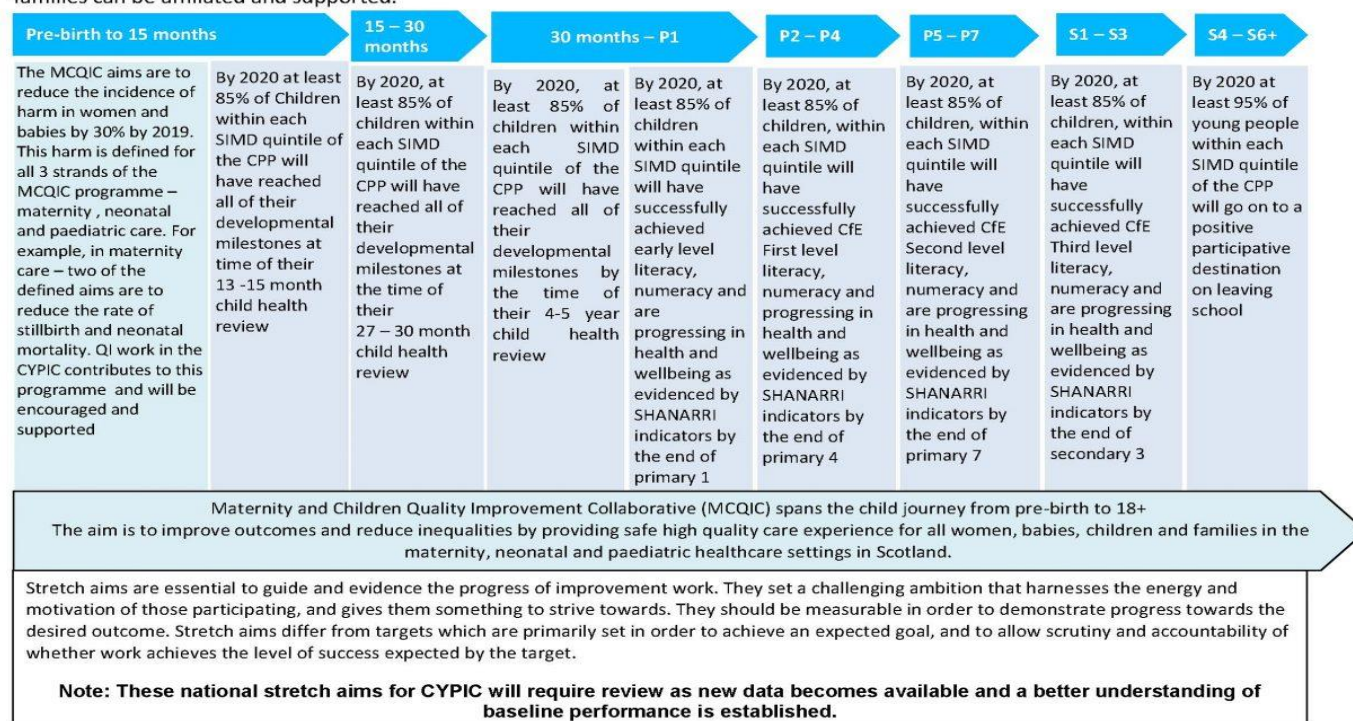 families can be affiliated and supported.
Pre-birth to 15 months
15 – 30
months
30 months – P1
P2 – P4
P5 – P7
S1 – S3
S4 – S6+
The MCQIC aims are to
reduce the incidence of
harm in women and
babies by 30% by 2019.
This harm is defined for
all 3 strands of the
MCQIC programme –
maternity , neonatal
and paediatric care. For
example, in maternity
care – two of the
defined aims are to
reduce the rate of
stillbirth and neonatal
mortality. QI work in the
CYPIC contributes to this
programme and will be
encouraged and
supported
By 2020 at least
85% of Children
within each
SIMD quintile of
the CPP will
have reached
all of their
developmental
milestones at
time of their
13 -15 month
child health
review
By 2020, at
least 85% of
children within
each SIMD
quintile of the
CPP will have
reached all of
their
developmental
milestones at
the time of
their
27 – 30 month
child health
review
By 2020, at
least 85% of
children within
each SIMD
quintile of the
CPP will have
reached all of
their
developmental
milestones by
the time of
their 4-5 year
child health
review
By 2020, at
least 85% of
children
within each
SIMD quintile
will have
successfully
achieved
early level
literacy,
numeracy and
are
progressing in
health and
wellbeing as
evidenced by
SHANARRI
indicators by
the end of
primary 1
By 2020, at
least 85% of
children, within
each SIMD
quintile will
have
successfully
achieved CfE
First level
literacy,
numeracy and
progressing in
health and
wellbeing as
evidenced by
SHANARRI
indicators by
the end of
primary 4
By 2020, at
least 85% of
children, within
each SIMD
quintile will
have
successfully
achieved CfE
Second level
literacy,
numeracy and
are progressing
in health and
wellbeing as
evidenced by
SHANARRI
indicators by
the end of
primary 7
By 2020, at
least 85% of
children, within
each SIMD
quintile will
have
successfully
achieved CfE
Third level
literacy,
numeracy and
are progressing
in health and
wellbeing as
evidenced by
SHANARRI
indicators by
the end of
secondary 3
By 2020 at
least 95% of
young people
within each
SIMD quintile
of the CPP
will go on to a
positive
participative
destination
on leaving
school
Maternity and Children Quality Improvement Collaborative (MCQIC) spans the child journey from pre-birth to 18+
The aim is to improve outcomes and reduce inequalities by providing safe high quality care experience for all women, babies, children and families in the
maternity, neonatal and paediatric healthcare settings in Scotland.
Stretch aims are essential to guide and evidence the progress of improvement work. They set a challenging ambition that harnesses the energy and
motivation of those participating, and gives them something to strive towards. They should be measurable in order to demonstrate progress towards the
desired outcome. Stretch aims differ from targets which are primarily set in order to achieve an expected goal, and to allow scrutiny and accountability of
whether work achieves the level of success expected by the target.
Note: These national stretch aims for CYPIC will require review as new data becomes available and a better understanding of
baseline performance is established.